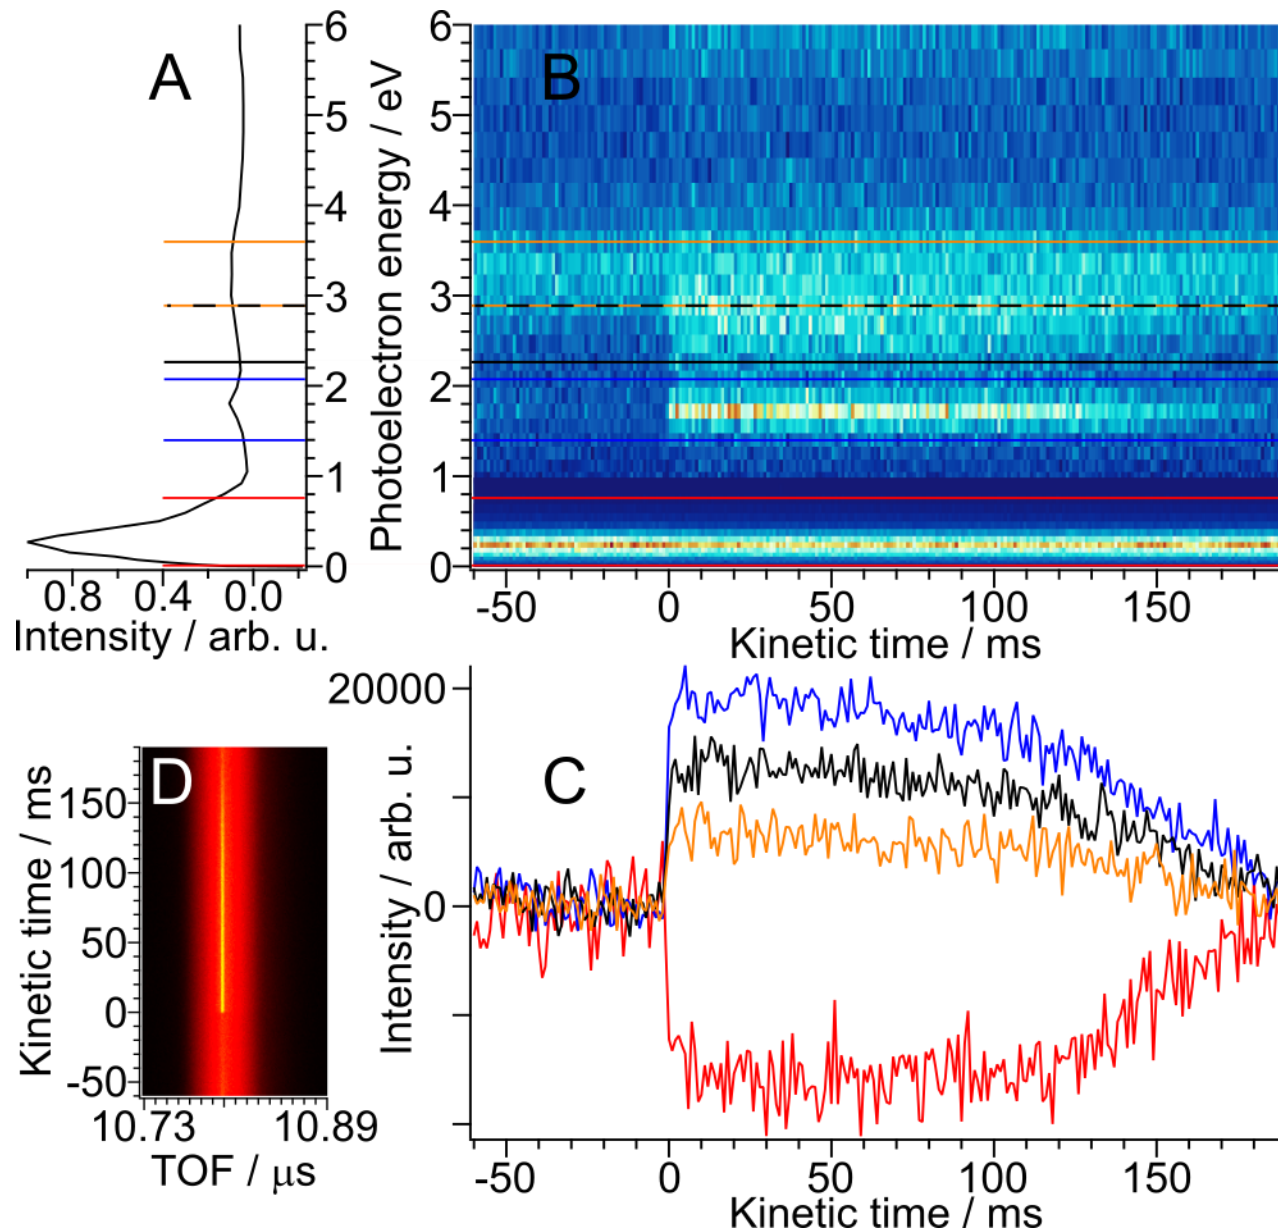 A
6
5
4
3
2
1
0
0.8 0.4 0.0
Intensity / arb. u.
Photoelectron energy / eV
B
6
5
4
3
2
1
0
-50 0 50 100 150
Kinetic time / ms
C
20000
0
Intensity / arb. u.
-50 0 50 100 150
Kinetic time / ms
D
150
100
50
0
-50
Kinetic time / ms
10.73 10.89
TOF / μs